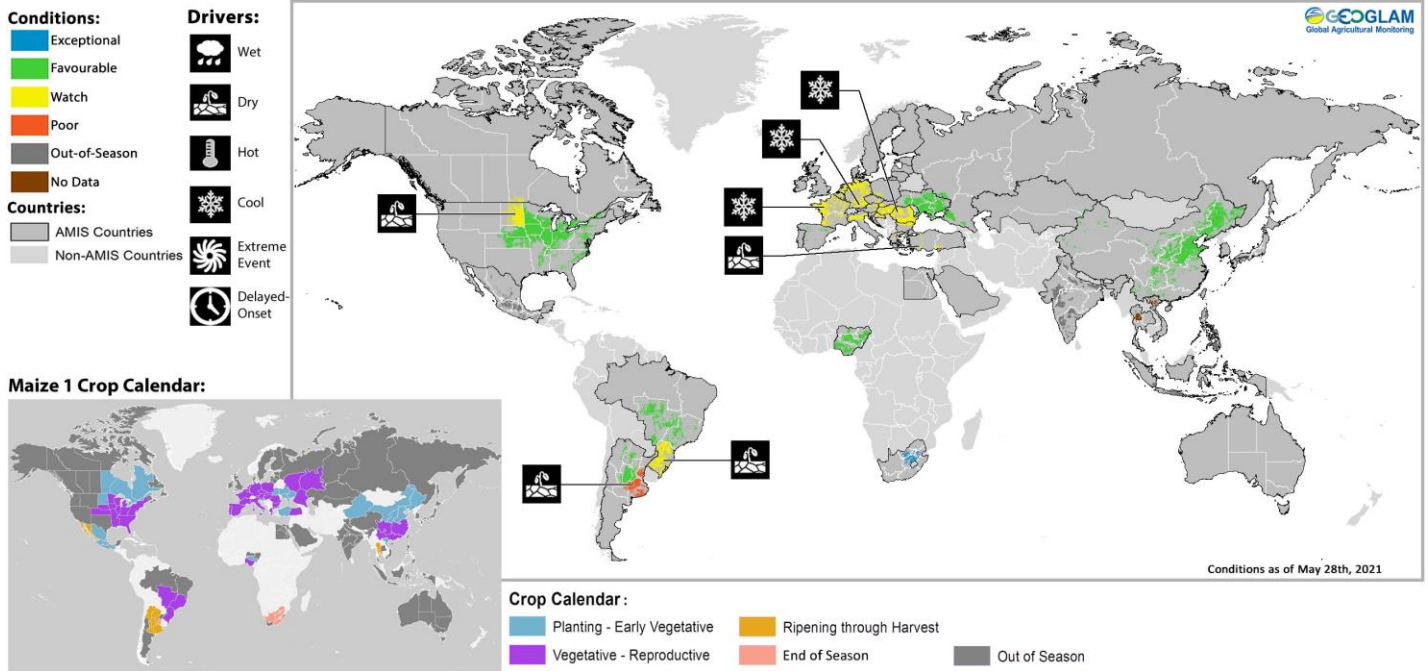 Conditions:
Exceptional
Favourable
Watch
Poor
Out-of-Season
No Data
Countries:
AMIS Countries
Non-AMIS Countries
Drivers:
Wet
Dry
Hot
Cool
Extreme
Event
Delayed-
Onset
GEOGLAM
Global Agricultural Monitoring
Conditions as of May 28th, 2021
Maize 1 Crop Calendar:
Crop Calendar :
Planting - Early Vegetative
Ripening through Harvest
Vegetative - Reproductive
End of Season
Out of Season